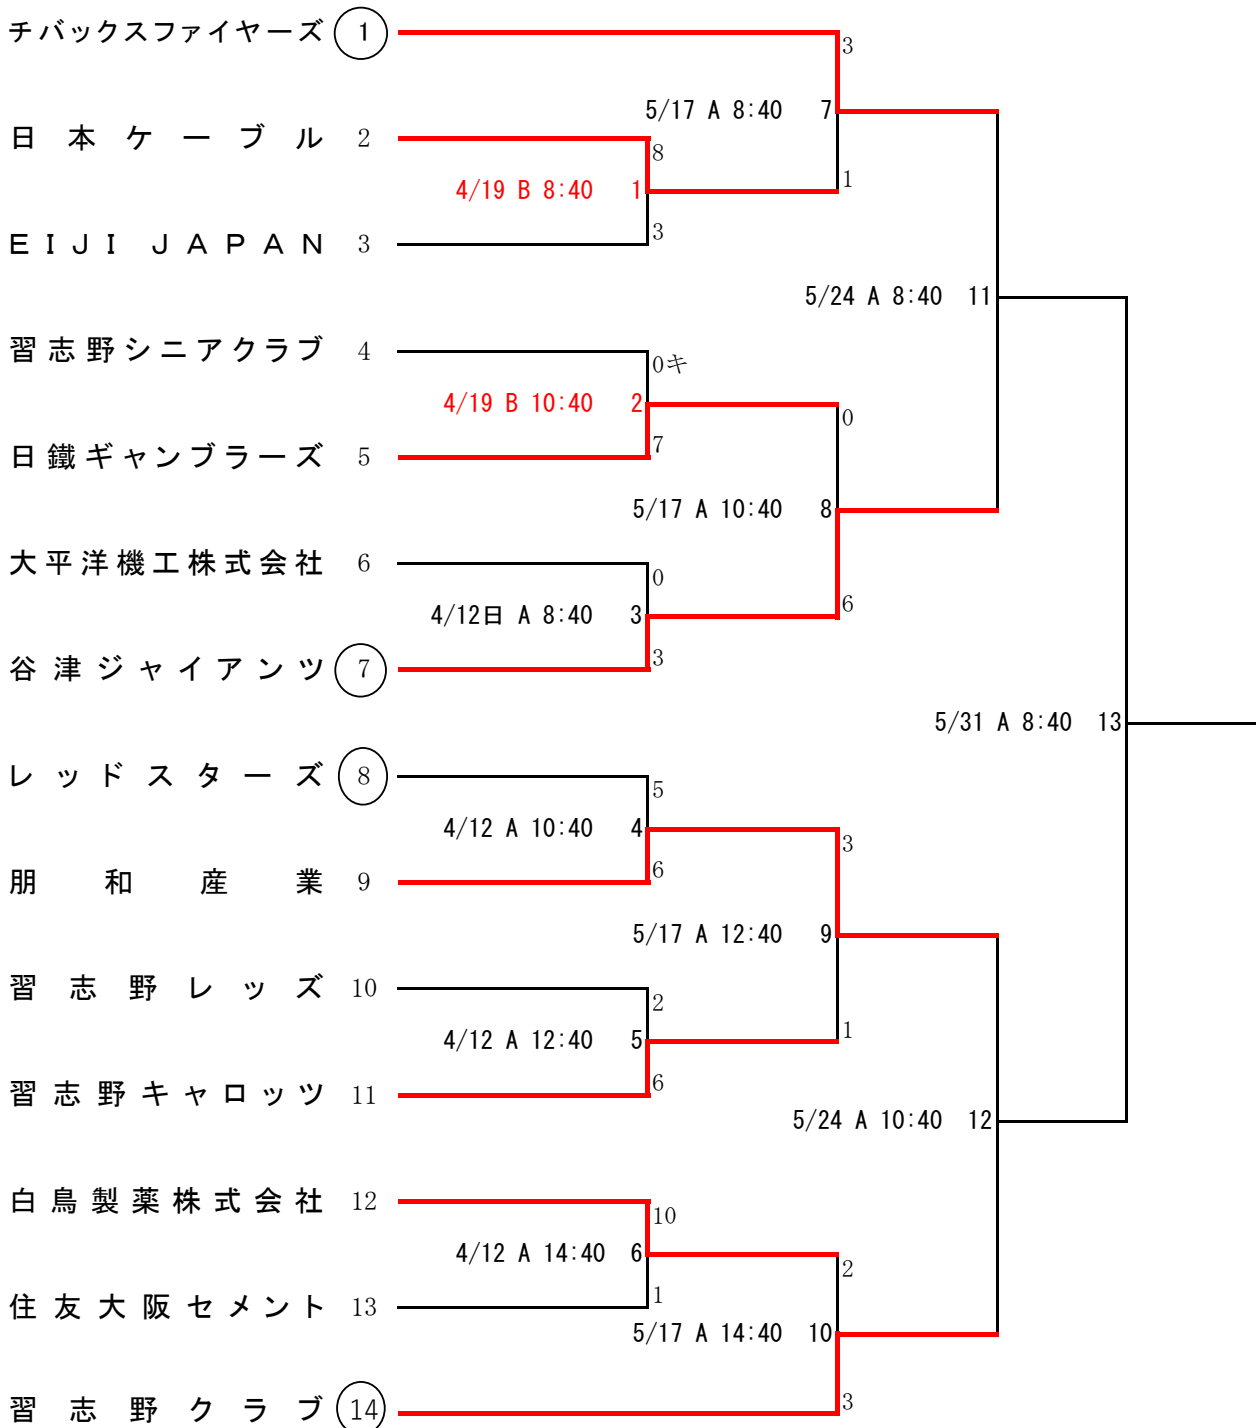 チバックスファイヤーズ 1
3
5/17 A 8:40 7
日本ケーブル 2
8
4/19 B 8:40 1
1
3
EIJI JAPAN 3
5/24 A 8:40 11
習志野シニアクラブ 4
0キ
4/19 B 10:40 2
0
7
日鐵ギャンブラーズ 5
5/17 A 10:40 8
大平洋機工株式会社 6
0
6
4/12日 A 8:40 3
3
谷津ジャイアンツ 7
5/31 A 8:40 13
レッドスターズ 8
5
4/12 A 10:40 4
3
6
朋和産業 9
5/17 A 12:40 9
習志野レッズ 10
2
1
4/12 A 12:40 5
6
習志野キャロッツ 11
5/24 A 10:40 12
白鳥製薬株式会社 12
10
4/12 A 14:40 6
2
1
住友大阪セメント 13
5/17 A 14:40 10
3
習志野クラブ 14